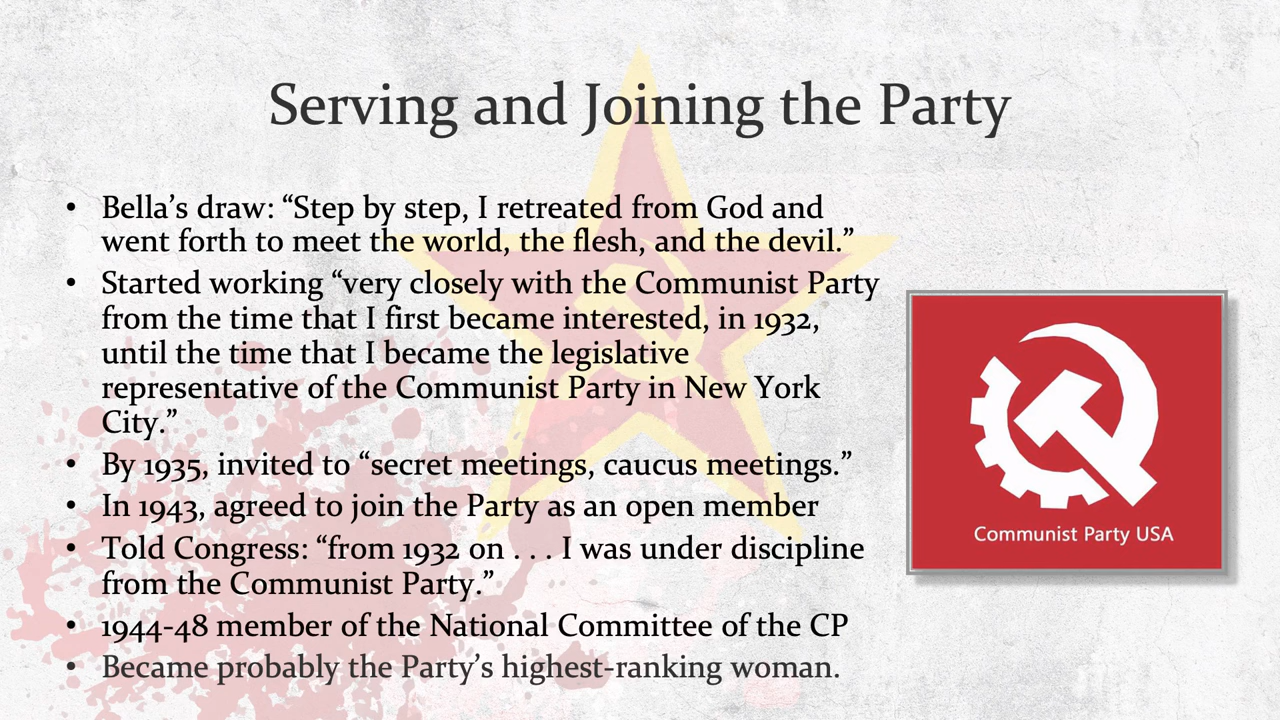 Serving and Joining the Party
• Bella’s draw: “Step by step, I retreated from God and
went forth to meet the world, the flesh, and the devil.”
• Started working “very closely with the Communist Party
from the time that I first became interested, in 1932,
until the time that I became the legislative
representative of the Communist Party in New York
City.”
• By 1935, invited to “secret meetings, caucus meetings.”
• In 1943, agreed to join the Party as an open member
• Told Congress: “from 1932 on . . . I was under discipline
from the Communist Party.”
• 1944-48 member of the National Committee of the CP
• Became probably the Party’s highest-ranking woman.
Communist Party USA